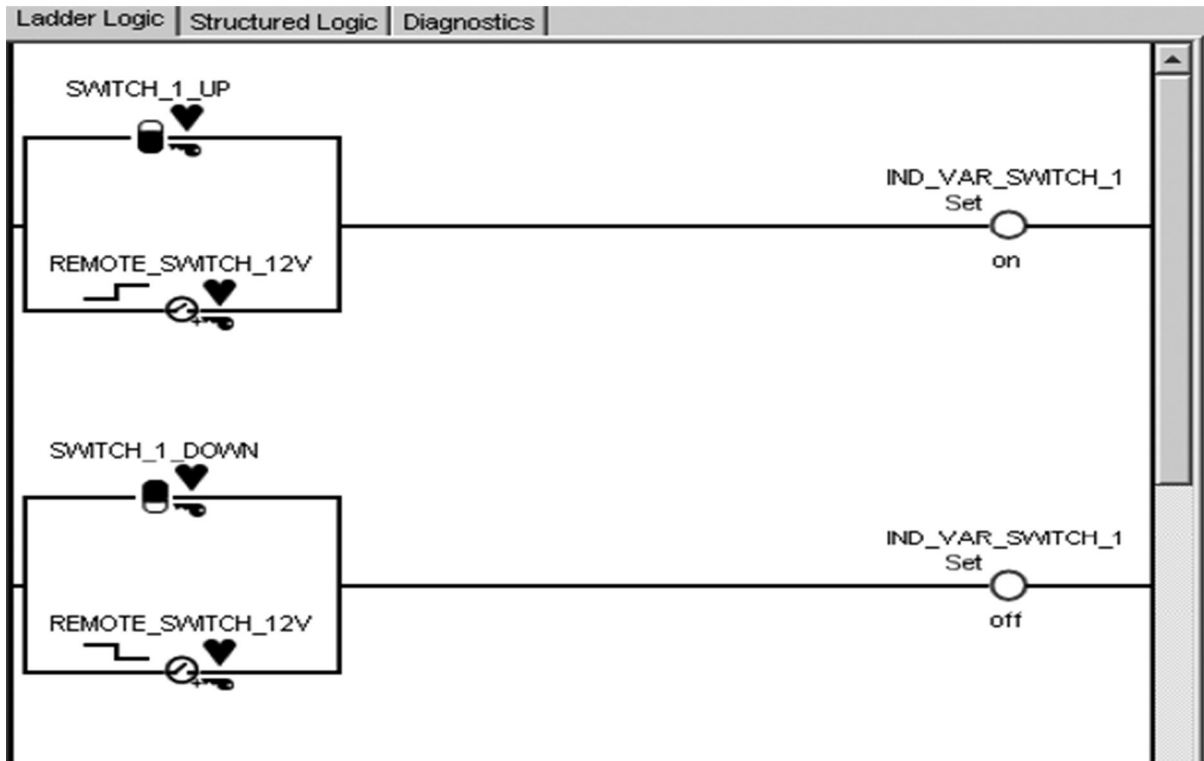 Ladder Logic Structured Logic Diagnostics
SWITCH_1_UP
IND_VAR_SWITCH_1
Set
on
REMOTE_SWITCH_12V
SWITCH_1_DOWN
IND_VAR_SWITCH_1
Set
off
REMOTE_SWITCH_12V